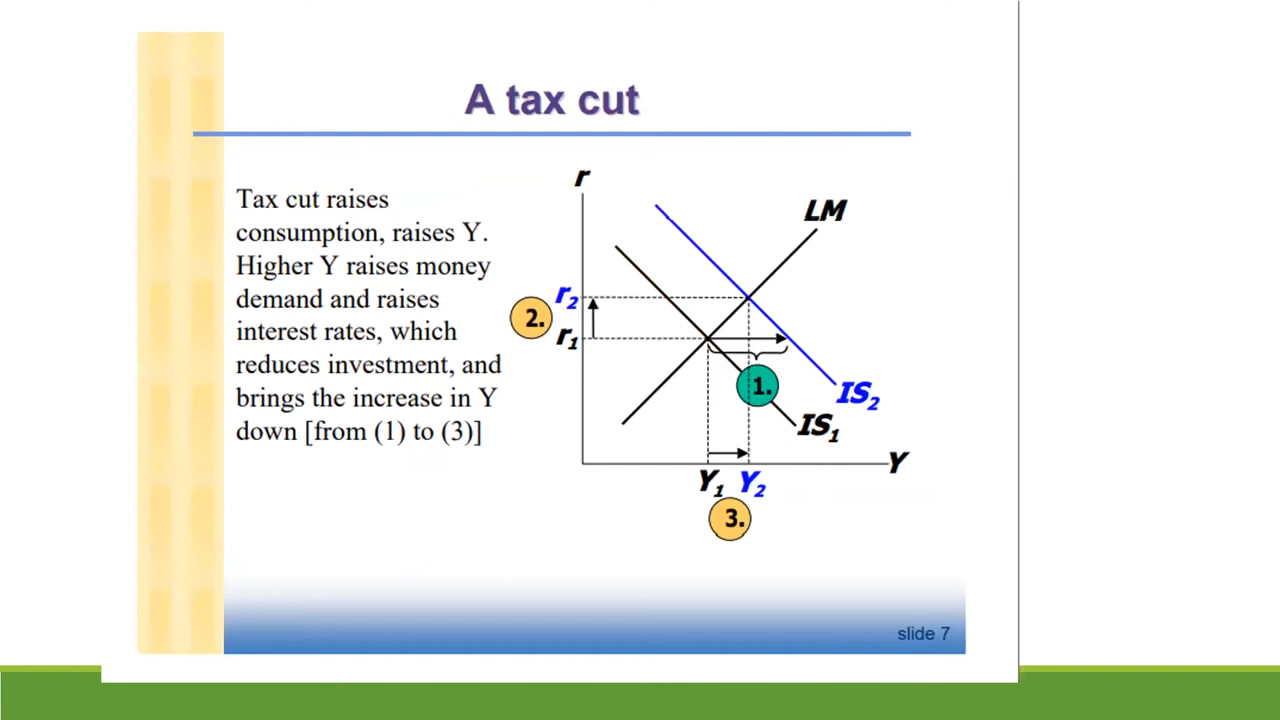 A tax cut
Tax cut raises
consumption, raises Y.
Higher Y raises money
demand and raises
interest rates, which
reduces investment, and
brings the increase in Y
down [from (1) to (3)]
r
LM
r2
2.
r1
1.
IS2
IS1
Y
Y1 Y2
3.
slide 7